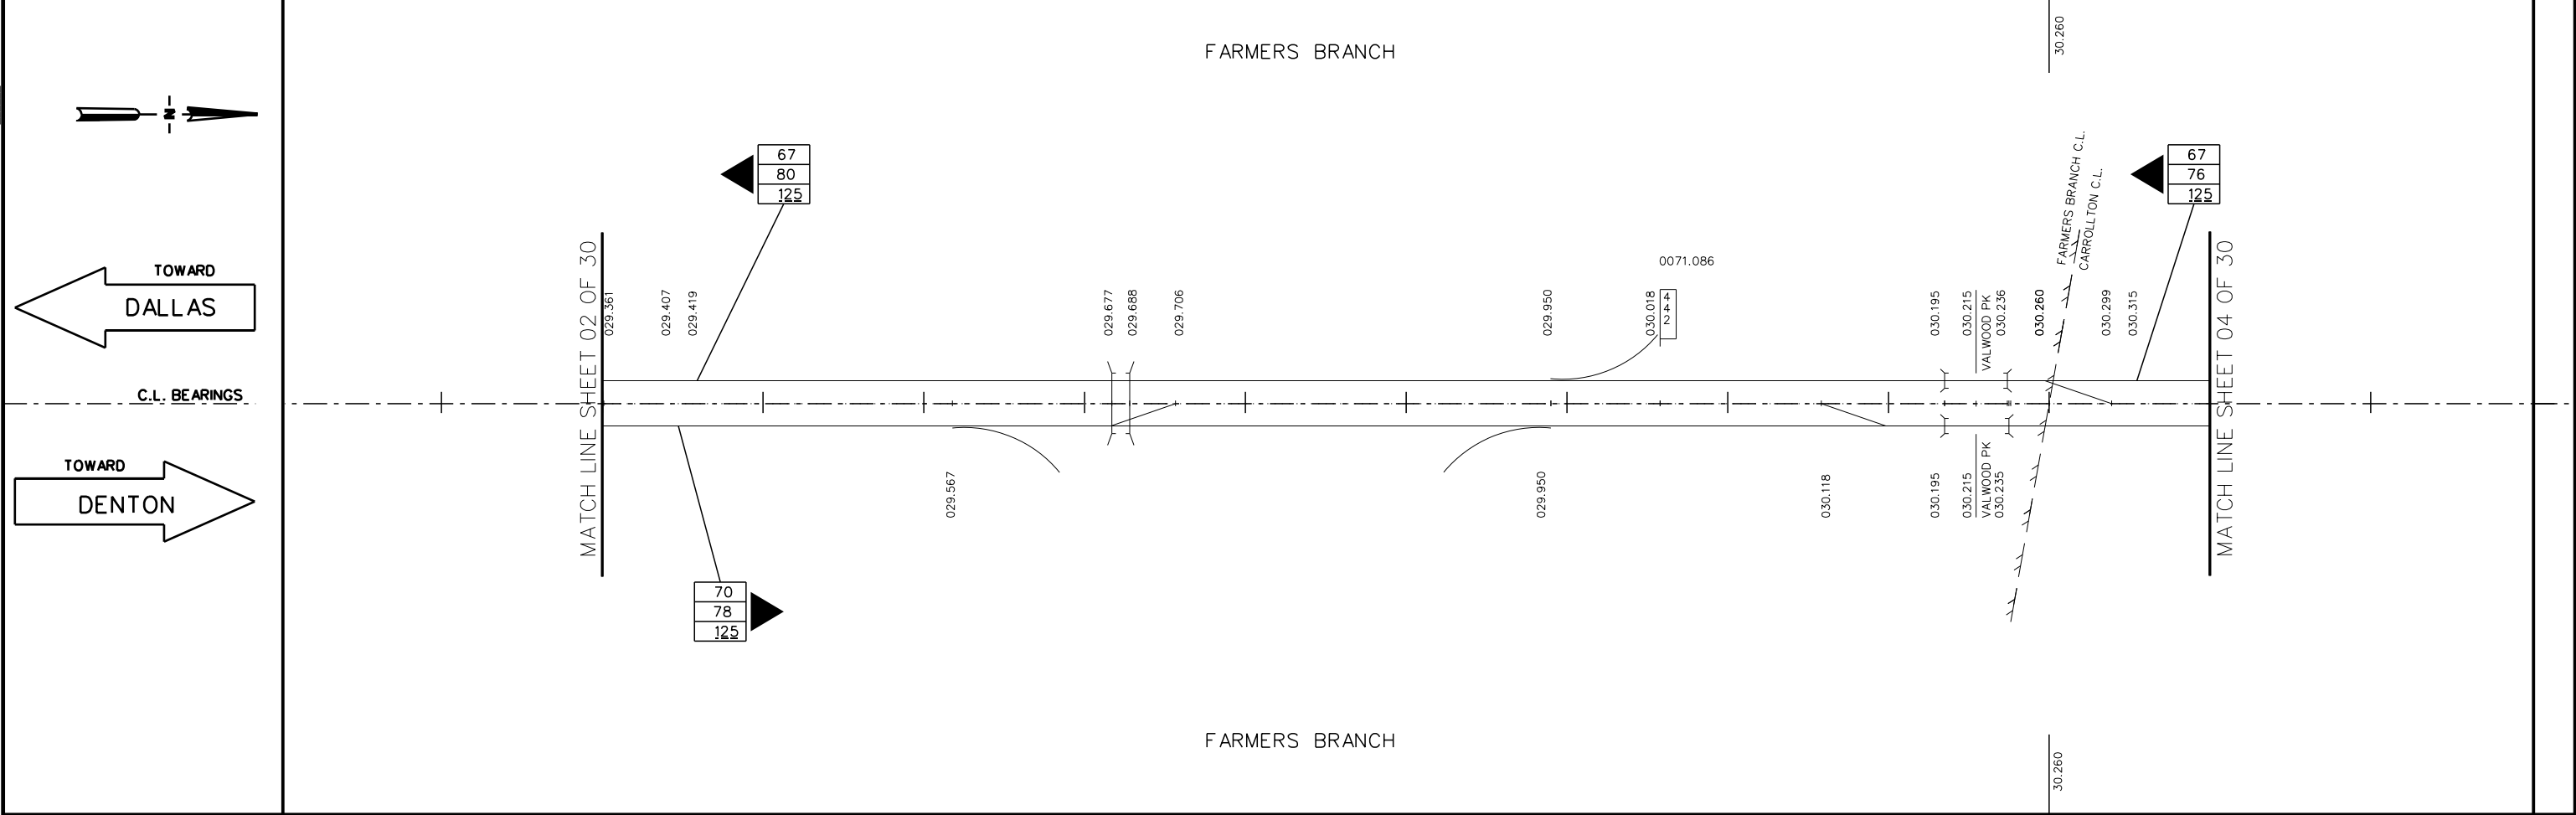 FARMERS BRANCH
30.260
N
67
80
125
67
76
125
FARMERS BRANCH C.L.
CARROLLTON C.L.
TOWARD
DALLAS
C.L. BEARINGS
TOWARD
DENTON
MATCH LINE SHEET 02 OF 30
029.361
029.407
029.419
029.677
029.688
029.706
029.950
030.018
442
0071.086
030.195
030.215
VALWOOD PK
030.236
030.260
030.299
030.315
MATCH LINE SHEET 04 OF 30
029.567
029.950
030.118
030.195
030.215
VALWOOD PK
030.235
70
78
125
FARMERS BRANCH
30.260